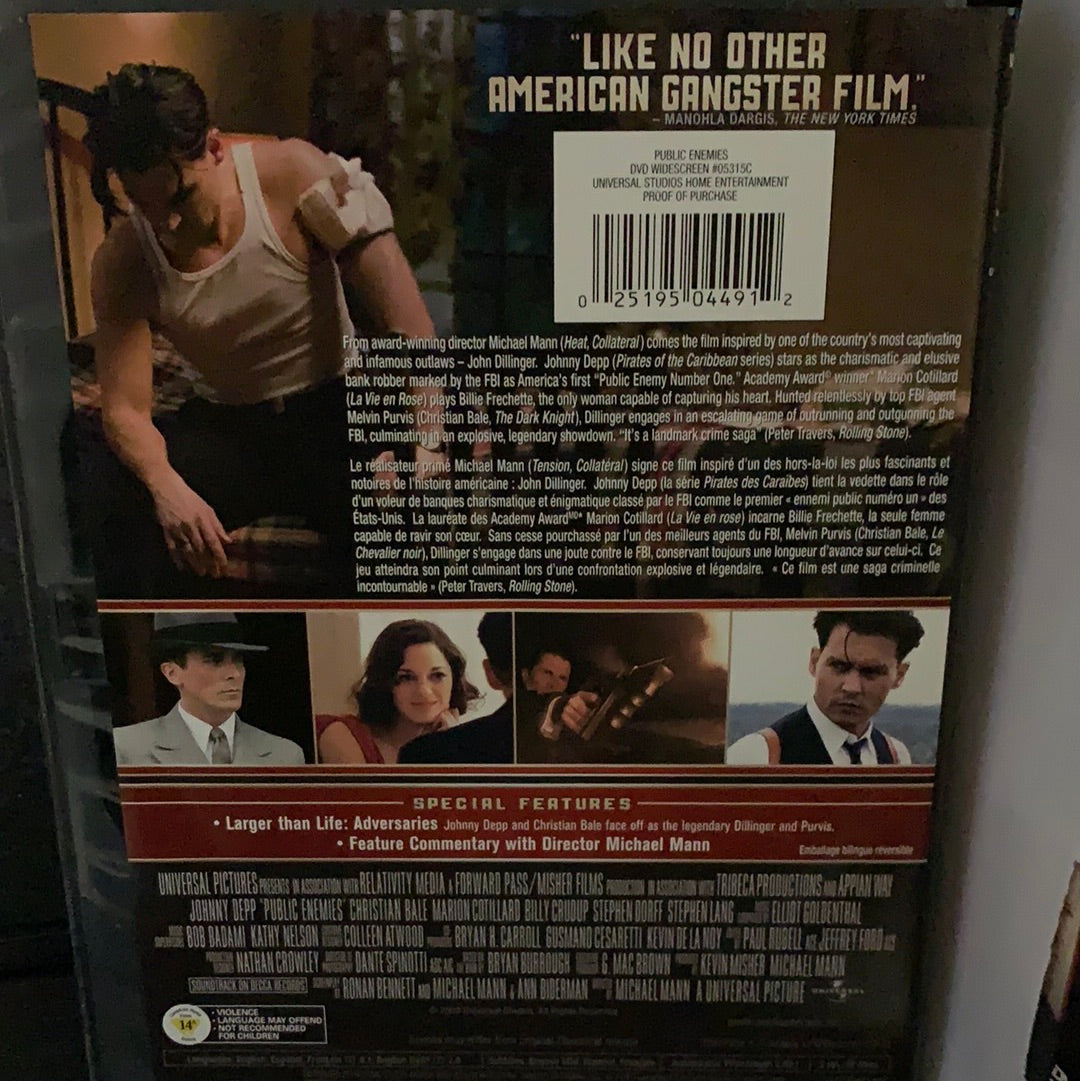 "LIKE NO OTHER
AMERICAN GANGSTER FILM."
– MANOHLA DARGIS, THE NEW YORK TIMES
PUBLIC ENEMIES
DVD WIDESCREEN #05315C
UNIVERSAL STUDIOS HOME ENTERTAINMENT
PROOF OF PURCHASE
0 25195 04491 2
From award-winning director Michael Mann (Heat, Collateral) comes the film inspired by one of the country's most captivating
and infamous outlaws – John Dillinger. Johnny Depp (Pirates of the Caribbean series) stars as the charismatic and elusive
bank robber marked by the FBI as America's first "Public Enemy Number One." Academy Award® winner* Marion Cotillard
(La Vie en Rose) plays Billie Frechette, the only woman capable of capturing his heart. Hunted relentlessly by top FBI agent
Melvin Purvis (Christian Bale, The Dark Knight), Dillinger engages in an escalating game of outrunning and outgunning the
FBI, culminating in an explosive, legendary showdown. "It's a landmark crime saga" (Peter Travers, Rolling Stone).
Le réalisateur primé Michael Mann (Tension, Collatéral) signe ce film inspiré d'un des hors-la-loi les plus fascinants et
notoires de l'histoire américaine : John Dillinger. Johnny Depp (la série Pirates des Caraïbes) tient la vedette dans le rôle
d'un voleur de banques charismatique et énigmatique classé par le FBI comme le premier « ennemi public numéro un » des
États-Unis. La lauréate des Academy Award MD* Marion Cotillard (La Vie en rose) incarne Billie Frechette, la seule femme
capable de ravir son cœur. Sans cesse pourchassé par l'un des meilleurs agents du FBI, Melvin Purvis (Christian Bale, Le
Chevalier noir), Dillinger s'engage dans une joute contre le FBI, conservant toujours une longueur d'avance sur celui-ci. Ce
jeu atteindra son point culminant lors d'une confrontation explosive et légendaire. « Ce film est une saga criminelle
incontournable » (Peter Travers, Rolling Stone).
SPECIAL FEATURES
• Larger than Life: Adversaries Johnny Depp and Christian Bale face off as the legendary Dillinger and Purvis.
• Feature Commentary with Director Michael Mann
Emballage bilingue réversible
UNIVERSAL PICTURES PRESENTS IN ASSOCIATION WITH RELATIVITY MEDIA A FORWARD PASS/MISHER FILMS PRODUCTION IN ASSOCIATION WITH TRIBECA PRODUCTIONS AND APPIAN WAY
JOHNNY DEPP "PUBLIC ENEMIES" CHRISTIAN BALE MARION COTILLARD BILLY CRUDUP STEPHEN DORFF STEPHEN LANG ELLIOT GOLDENTHAL
BOB BADAMI KATHY NELSON COLLEEN ATWOOD BRYAN H. CARROLL GUSMANO CESARETTI KEVIN DE LA NOY PAUL RUBELL ACE JEFFREY FORD ACE
NATHAN CROWLEY DANTE SPINOTTI ASC AIC BRYAN BURROUGH G. MAC BROWN KEVIN MISHER MICHAEL MANN
SOUNDTRACK ON DECCA RECORDS RONAN BENNETT AND MICHAEL MANN & ANN BIDERMAN MICHAEL MANN A UNIVERSAL PICTURE UNIVERSAL
14
• VIOLENCE
• LANGUAGE MAY OFFEND
• NOT RECOMMENDED
FOR CHILDREN